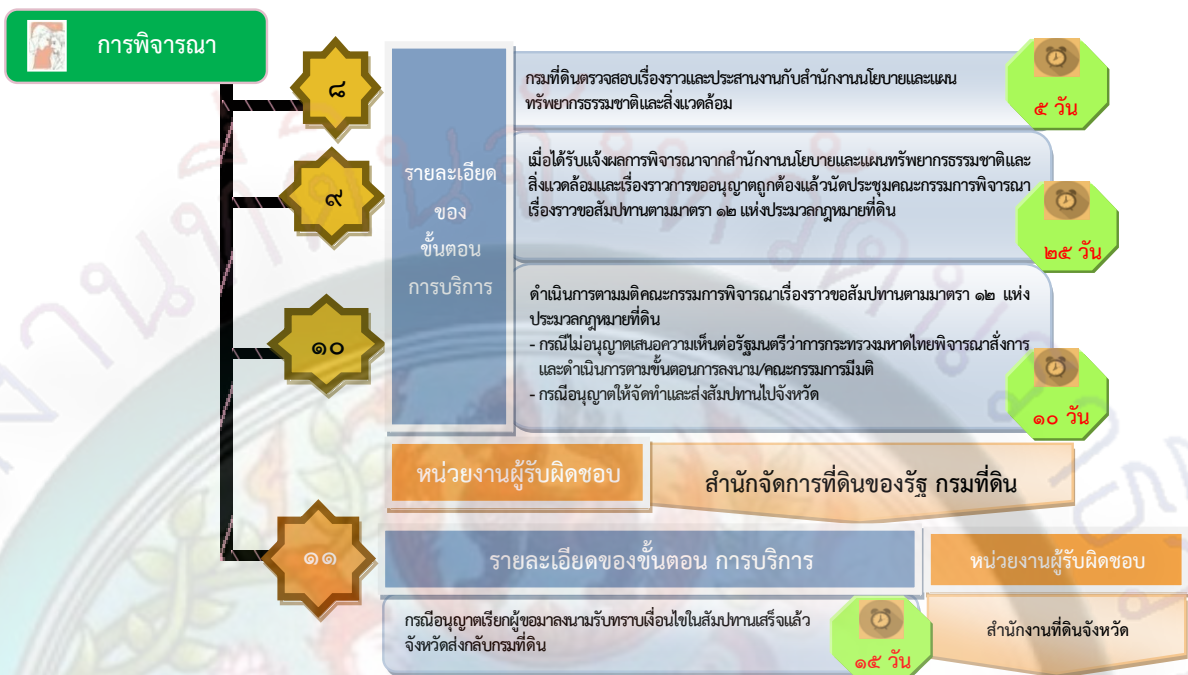 การพิจารณา
๘
รายละเอียด
ของ
ขั้นตอน
การบริการ
กรมที่ดินตรวจสอบเรื่องราวและประสานงานกับสำนักงานนโยบายและแผน
ทรัพยากรธรรมชาติและสิ่งแวดล้อม
๕ วัน
๙
เมื่อได้รับแจ้งผลการพิจารณาจากสำนักงานนโยบายและแผนทรัพยากรธรรมชาติและ
สิ่งแวดล้อมและเรื่องราวการขออนุญาตถูกต้องแล้วนัดประชุมคณะกรรมการพิจารณา
เรื่องราวขอสัมปทานตามมาตรา ๑๒ แห่งประมวลกฎหมายที่ดิน
๒๕ วัน
๑๐
ดำเนินการตามมติคณะกรรมการพิจารณาเรื่องราวขอสัมปทานตามมาตรา ๑๒ แห่ง
ประมวลกฎหมายที่ดิน
- กรณีไม่อนุญาตเสนอความเห็นต่อรัฐมนตรีว่าการกระทรวงมหาดไทยพิจารณาสั่งการ
และดำเนินการตามขั้นตอนการลงนาม/คณะกรรมการมีมติ
- กรณีอนุญาตให้จัดทำและส่งสัมปทานไปจังหวัด
๑๐ วัน
หน่วยงานผู้รับผิดชอบ
สำนักจัดการที่ดินของรัฐ กรมที่ดิน
๑๑
รายละเอียดของขั้นตอน การบริการ
หน่วยงานผู้รับผิดชอบ
กรณีอนุญาตเรียกผู้ขอมาลงนามรับทราบเงื่อนไขในสัมปทานเสร็จแล้ว
จังหวัดส่งกลับกรมที่ดิน
๑๕ วัน
สำนักงานที่ดินจังหวัด